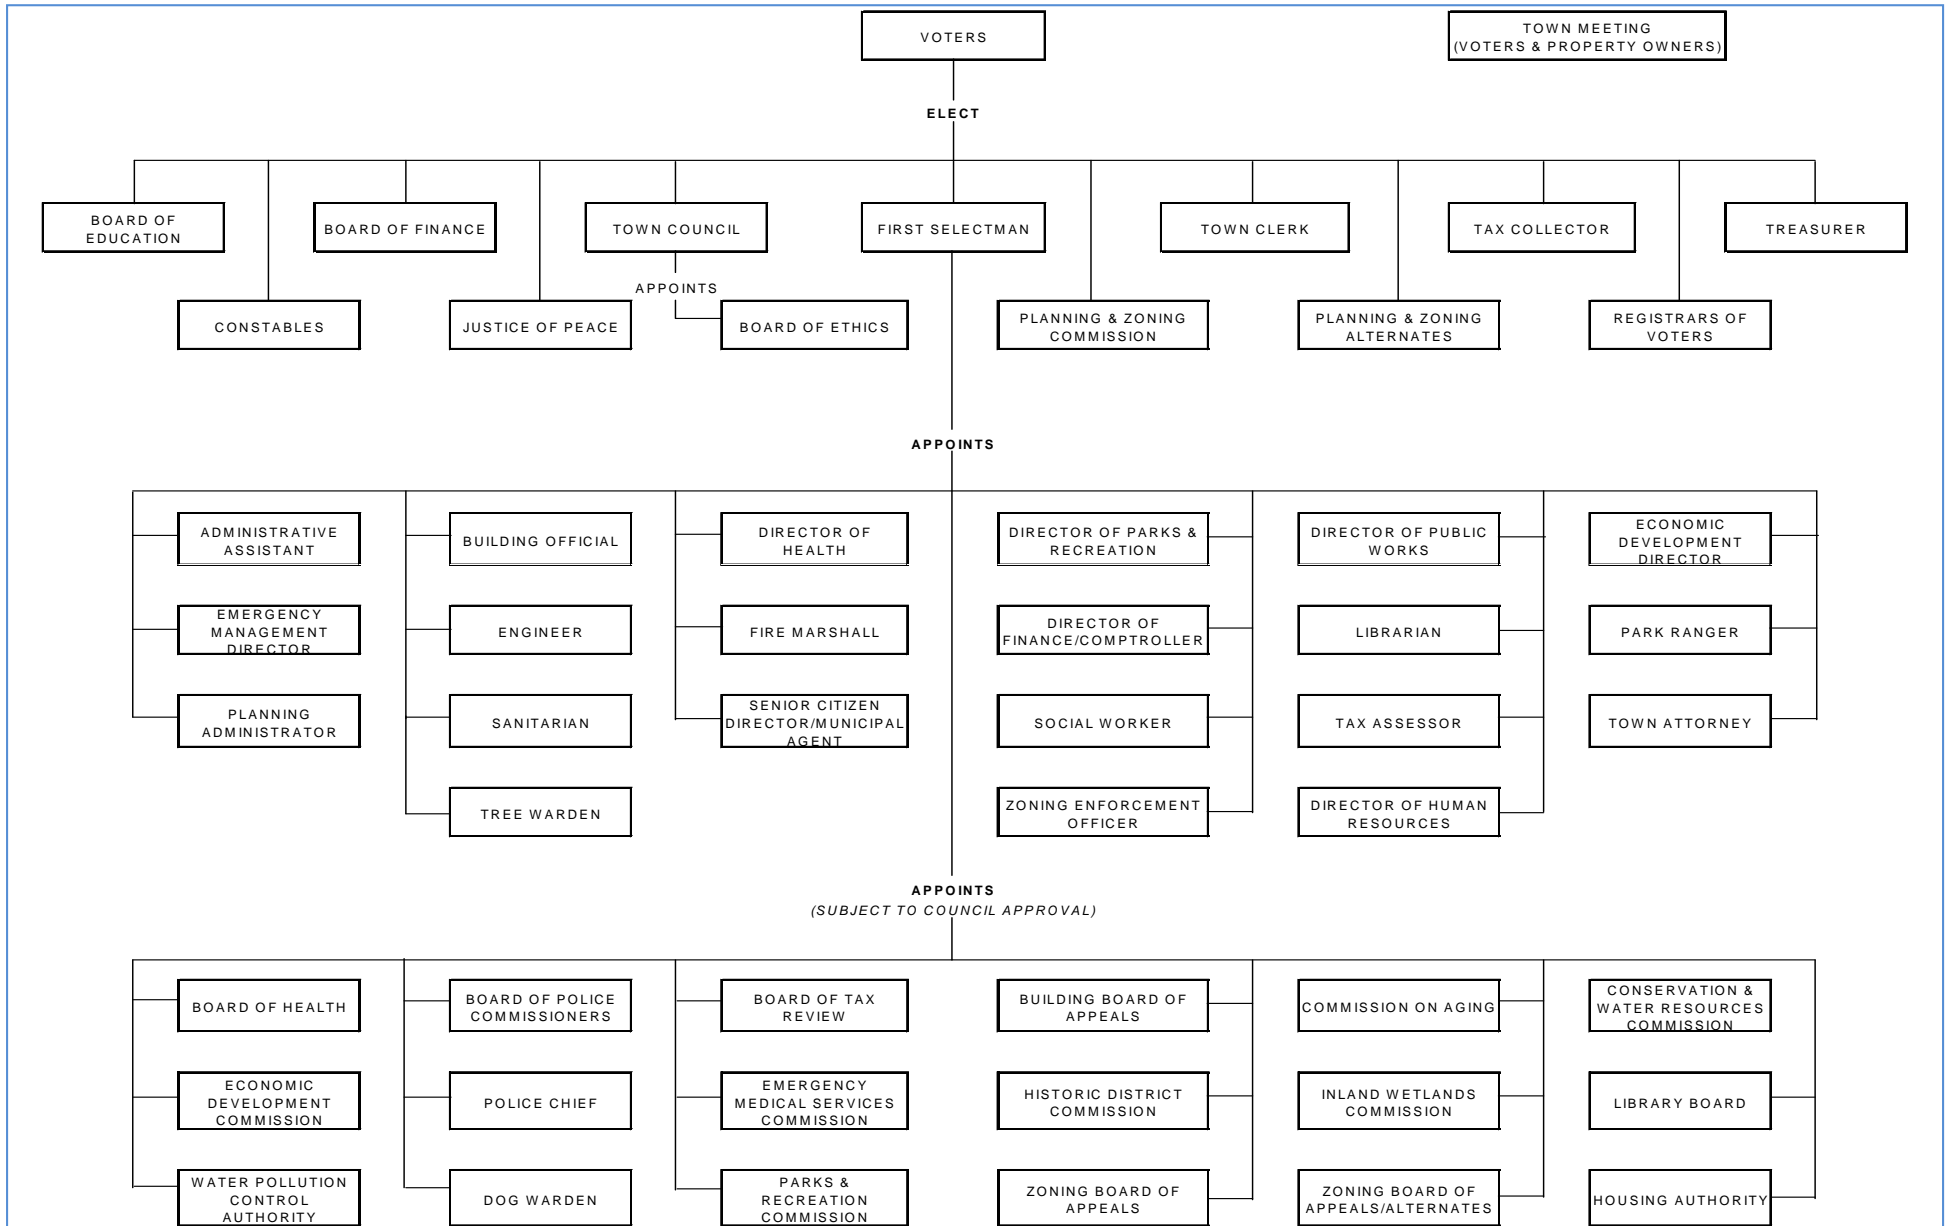 VOTERS
TOWN MEETING
(VOTERS & PROPERTY OWNERS)
ELECT
BOARD OF
EDUCATION
BOARD OF FINANCE
TOWN COUNCIL
FIRST SELECTMAN
TOWN CLERK
TAX COLLECTOR
TREASURER
APPOINTS
CONSTABLES
JUSTICE OF PEACE
BOARD OF ETHICS
PLANNING & ZONING
COMMISSION
PLANNING & ZONING
ALTERNATES
REGISTRARS OF
VOTERS
APPOINTS
ADMINISTRATIVE
ASSISTANT
BUILDING OFFICIAL
DIRECTOR OF
HEALTH
DIRECTOR OF PARKS &
RECREATION
DIRECTOR OF PUBLIC
WORKS
ECONOMIC
DEVELOPMENT
DIRECTOR
EMERGENCY
MANAGEMENT
DIRECTOR
ENGINEER
FIRE MARSHALL
DIRECTOR OF
FINANCE/COMPTROLLER
LIBRARIAN
PARK RANGER
PLANNING
ADMINISTRATOR
SANITARIAN
SENIOR CITIZEN
DIRECTOR/MUNICIPAL
AGENT
SOCIAL WORKER
TAX ASSESSOR
TOWN ATTORNEY
TREE WARDEN
ZONING ENFORCEMENT
OFFICER
DIRECTOR OF HUMAN
RESOURCES
APPOINTS
(SUBJECT TO COUNCIL APPROVAL)
BOARD OF HEALTH
BOARD OF POLICE
COMMISSIONERS
BOARD OF TAX
REVIEW
BUILDING BOARD OF
APPEALS
COMMISSION ON AGING
CONSERVATION &
WATER RESOURCES
COMMISSION
ECONOMIC
DEVELOPMENT
COMMISSION
POLICE CHIEF
EMERGENCY
MEDICAL SERVICES
COMMISSION
HISTORIC DISTRICT
COMMISSION
INLAND WETLANDS
COMMISSION
LIBRARY BOARD
WATER POLLUTION
CONTROL
AUTHORITY
DOG WARDEN
PARKS &
RECREATION
COMMISSION
ZONING BOARD OF
APPEALS
ZONING BOARD OF
APPEALS/ALTERNATES
HOUSING AUTHORITY